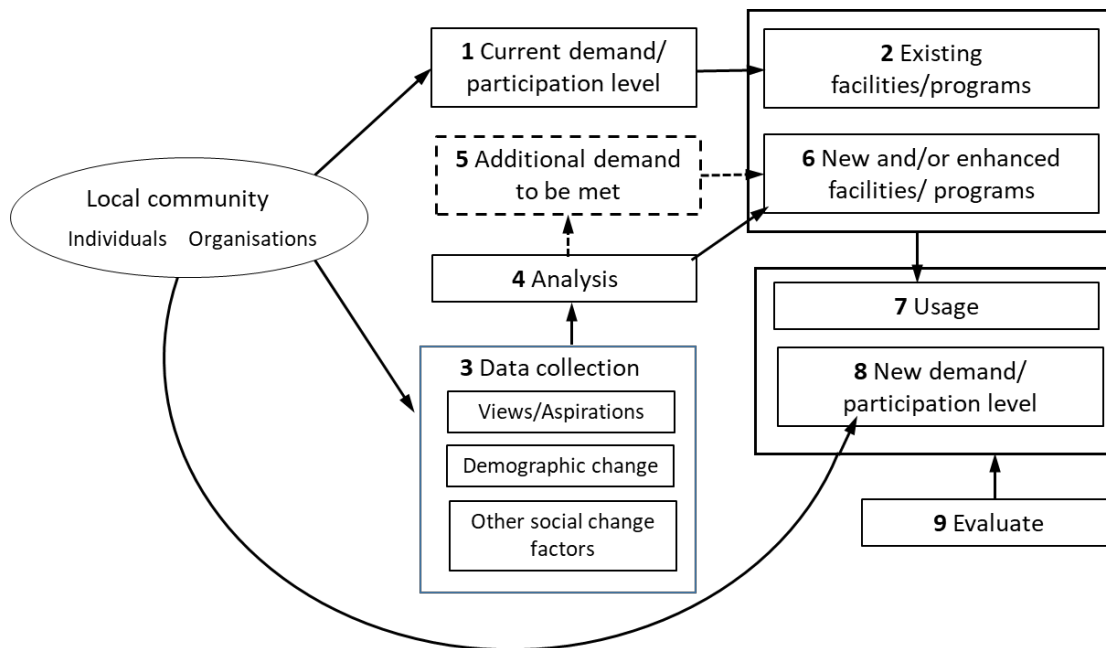 1 Current demand/
participation level
2 Existing
facilities/programs
5 Additional demand
to be met
6 New and/or enhanced
facilities/ programs
Local community
Individuals Organisations
4 Analysis
7 Usage
3 Data collection
Views/Aspirations
Demographic change
Other social change
factors
8 New demand/
participation level
9 Evaluate